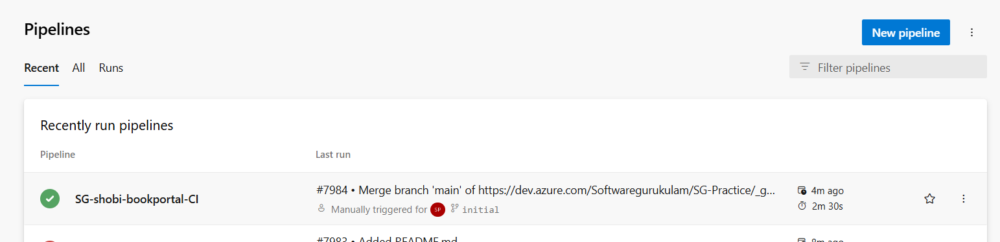 Pipelines
New pipeline
Recent All Runs
Filter pipelines
Recently run pipelines
Pipeline Last run
SG-shobi-bookportal-CI
#7984 • Merge branch 'main' of https://dev.azure.com/Softwaregurukulam/SG-Practice/_g...
4m ago
Manually triggered for SP initial
2m 30s
#7983 • Added README.md
8m ago